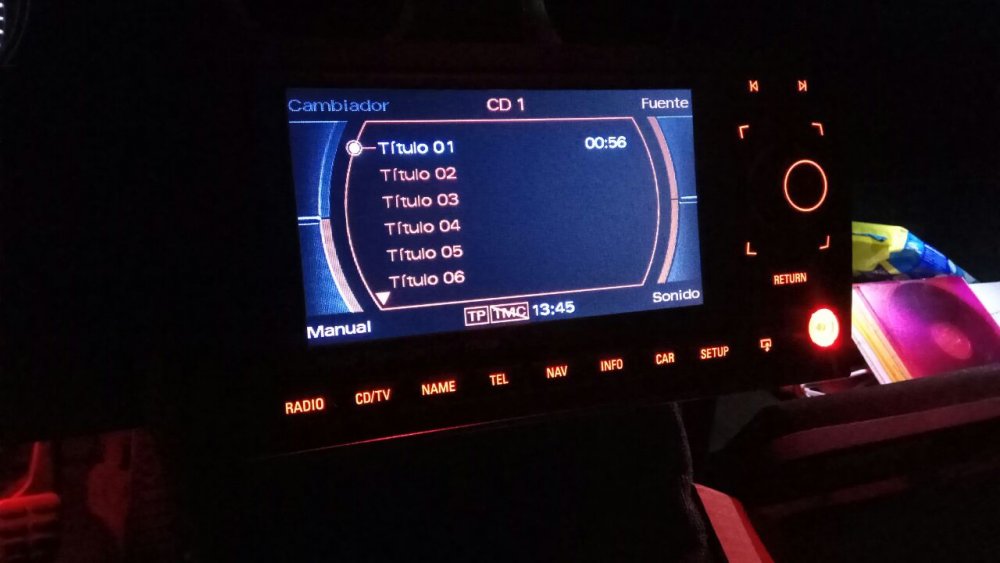 Cambiador CD 1 Fuente
Título 01 00:56
Título 02
Título 03
Título 04
Título 05
Título 06
Manual TP TMC 13:45 Sonido
RETURN
RADIO CD/TV NAME TEL NAV INFO CAR SETUP